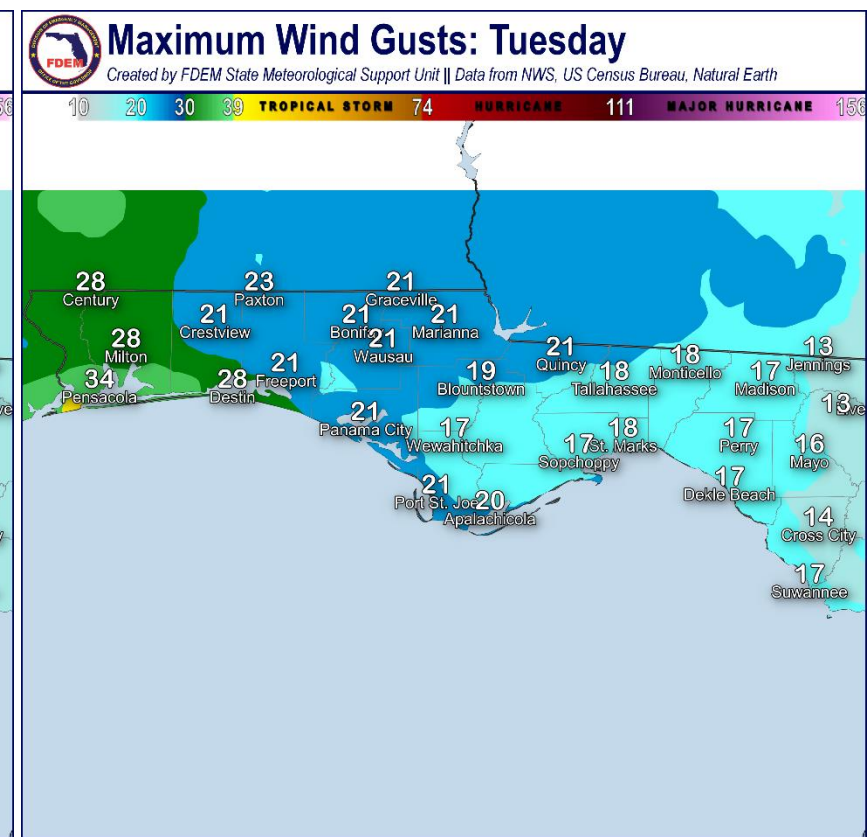 Maximum Wind Gusts: Tuesday
FDEM
Created by FDEM State Meteorological Support Unit || Data from NWS, US Census Bureau, Natural Earth
10 20 30 39 TROPICAL STORM 74 HURRICANE 111 MAJOR HURRICANE 156
28
Century
23
Paxton
21
Graceville
21
Crestview
21
Bonifa
21
Marianna
21
Wausau
28
Milton
34
Pensacola
28
Destin
21
Freeport
19
Blountstown
21
Quincy
18
Tallahassee
18
Monticello
17
Madison
13
Jennings
13
21
Panama City
17
Wewahitchka
17
Sopchoppy
18
St. Marks
17
Perry
16
Mayo
21
Port St. Joe
20
Apalachicola
17
Dekle Beach
14
Cross City
17
Suwannee